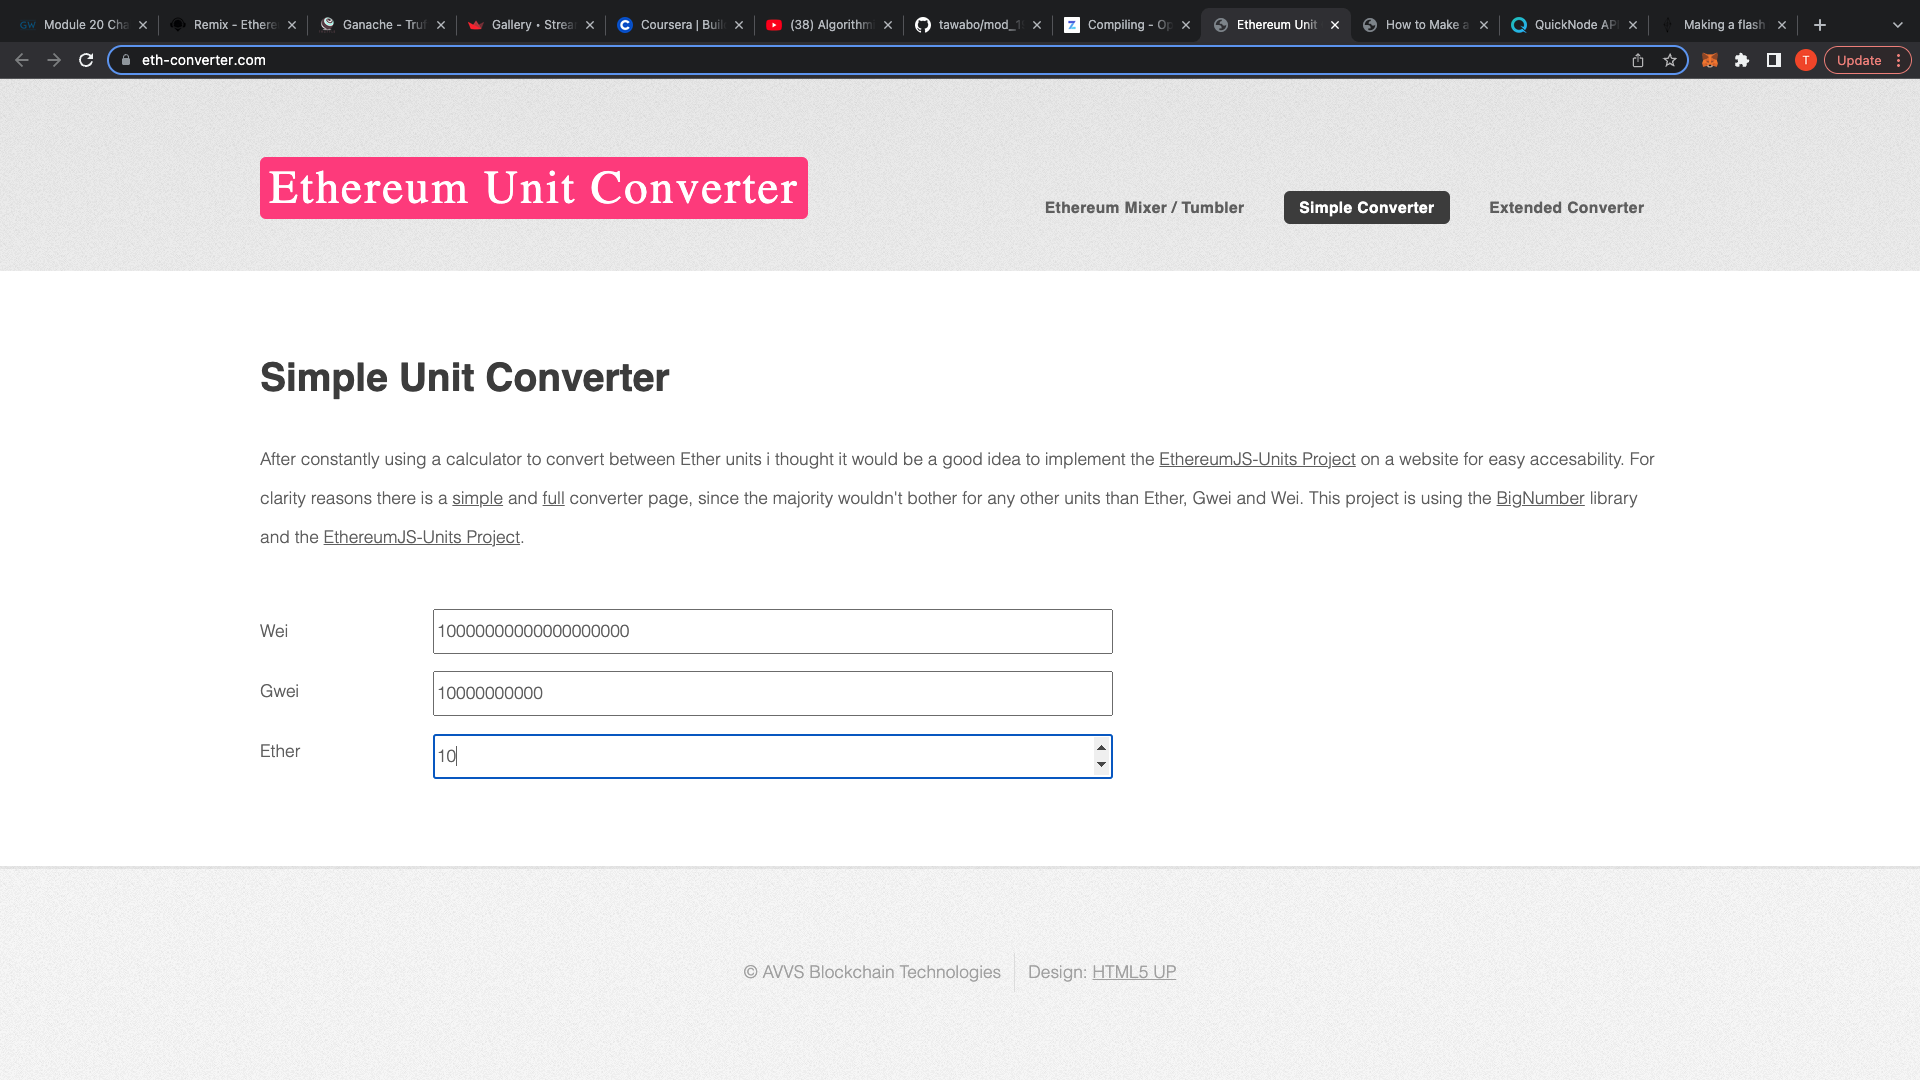 Module 20 Cha
Remix - Ethere
Ganache - Truf
Gallery • Strea
Coursera | Buil
(38) Algorithm
tawabo/mod_1
Compiling - Op
Ethereum Unit
How to Make a
QuickNode API
Making a flash
eth-converter.com
T
Update
Ethereum Unit Converter
Ethereum Mixer / Tumbler
Simple Converter
Extended Converter
Simple Unit Converter
After constantly using a calculator to convert between Ether units i thought it would be a good idea to implement the EthereumJS-Units Project on a website for easy accesability. For
clarity reasons there is a simple and full converter page, since the majority wouldn't bother for any other units than Ether, Gwei and Wei. This project is using the BigNumber library
and the EthereumJS-Units Project.
Wei 10000000000000000000
Gwei 10000000000
Ether 10
© AVVS Blockchain Technologies Design: HTML5 UP